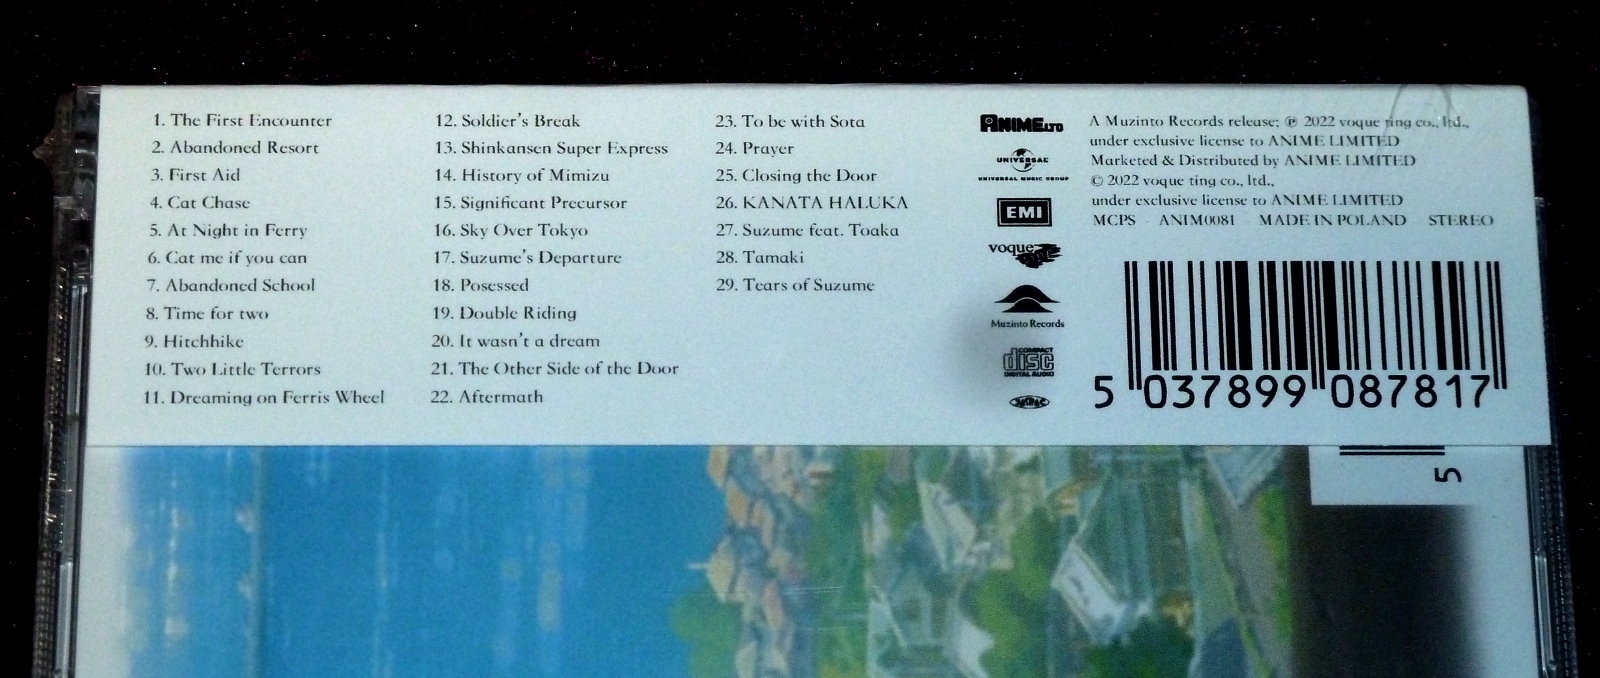 1. The First Encounter
2. Abandoned Resort
3. First Aid
4. Cat Chase
5. At Night in Ferry
6. Cat me if you can
7. Abandoned School
8. Time for two
9. Hitchhike
10. Two Little Terrors
11. Dreaming on Ferris Wheel
12. Soldier's Break
13. Shinkansen Super Express
14. History of Mimizu
15. Significant Precursor
16. Sky Over Tokyo
17. Suzume's Departure
18. Posessed
19. Double Riding
20. It wasn't a dream
21. The Other Side of the Door
22. Aftermath
23. To be with Sota
24. Prayer
25. Closing the Door
26. KANATA HALUKA
27. Suzume feat. Toaka
28. Tamaki
29. Tears of Suzume
ANIME LTD
UNIVERSAL
UNIVERSAL MUSIC GROUP
EMI
voque ting
Muzinto Records
COMPACT
disc
DIGITAL AUDIO
A Muzinto Records release; ℗ 2022 voque ting co., ltd.,
under exclusive license to ANIME LIMITED
Marketed & Distributed by ANIME LIMITED
© 2022 voque ting co., ltd.,
under exclusive license to ANIME LIMITED
MCPS - ANIM0081 - MADE IN POLAND STEREO
5 037899 087817
5